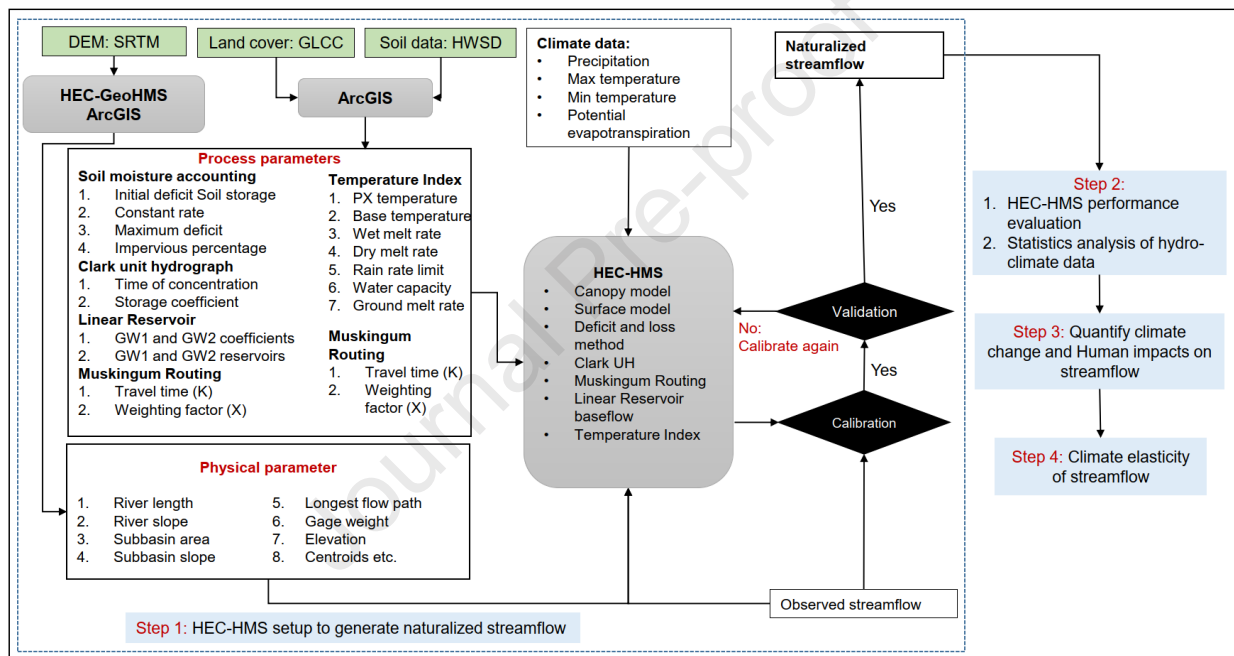 DEM: SRTM
Land cover: GLCC
Soil data: HWSD
HEC-GeoHMS
ArcGIS
ArcGIS
Climate data:
• Precipitation
• Max temperature
• Min temperature
• Potential
evapotranspiration
Naturalized
streamflow
Process parameters
Soil moisture accounting
1. Initial deficit Soil storage
2. Constant rate
3. Maximum deficit
4. Impervious percentage
Clark unit hydrograph
1. Time of concentration
2. Storage coefficient
Linear Reservoir
1. GW1 and GW2 coefficients
2. GW1 and GW2 reservoirs
Muskingum Routing
1. Travel time (K)
2. Weighting factor (X)
Temperature Index
1. PX temperature
2. Base temperature
3. Wet melt rate
4. Dry melt rate
5. Rain rate limit
6. Water capacity
7. Ground melt rate
Muskingum
Routing
1. Travel time (K)
2. Weighting
factor (X)
Physical parameter
1. River length
2. River slope
3. Subbasin area
4. Subbasin slope
5. Longest flow path
6. Gage weight
7. Elevation
8. Centroids etc.
HEC-HMS
• Canopy model
• Surface model
• Deficit and loss
method
• Clark UH
• Muskingum Routing
• Linear Reservoir
baseflow
• Temperature Index
Yes
Validation
No:
Calibrate again
Yes
Calibration
Observed streamflow
Step 1: HEC-HMS setup to generate naturalized streamflow
Step 2:
1. HEC-HMS performance
evaluation
2. Statistics analysis of hydro-
climate data
Step 3: Quantify climate
change and Human impacts on
streamflow
Step 4: Climate elasticity
of streamflow
Journal Pre-proof